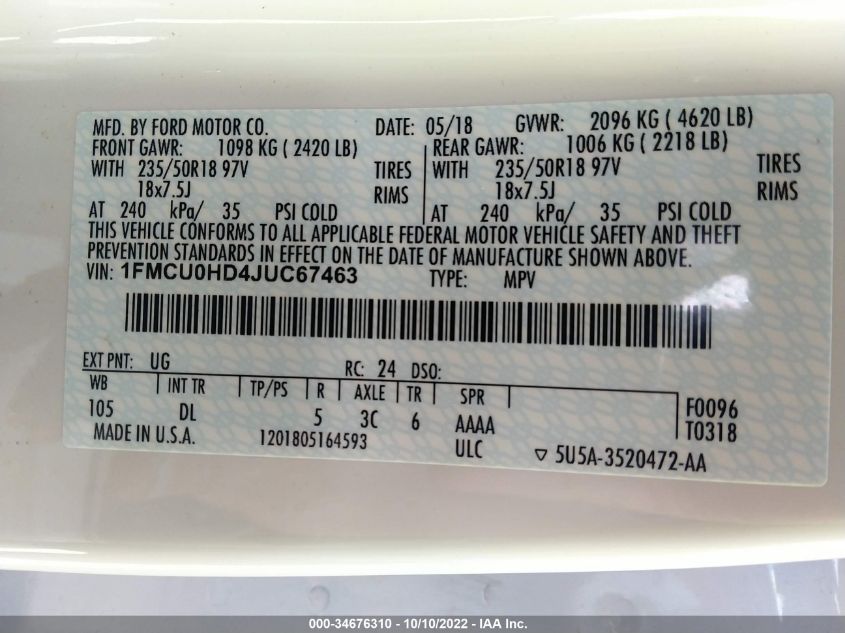 MFD. BY FORD MOTOR CO. DATE: 05/18 GVWR: 2096 KG ( 4620 LB)
FRONT GAWR: 1098 KG ( 2420 LB) REAR GAWR: 1006 KG ( 2218 LB)
WITH 235/50R18 97V TIRES WITH 235/50R18 97V TIRES
18x7.5J RIMS 18x7.5J RIMS
AT 240 kPa/ 35 PSI COLD AT 240 kPa/ 35 PSI COLD
THIS VEHICLE CONFORMS TO ALL APPLICABLE FEDERAL MOTOR VEHICLE SAFETY AND THEFT
PREVENTION STANDARDS IN EFFECT ON THE DATE OF MANUFACTURE SHOWN ABOVE.
VIN: 1FMCU0HD4JUC67463 TYPE: MPV
EXT PNT: UG RC: 24 DSO:
WB INT TR TP/PS R AXLE TR SPR
105 DL 5 3C 6 AAAA F0096
MADE IN U.S.A. 1201805164593 ULC T0318
▽ 5U5A-3520472-AA
000-34676310 - 10/10/2022 - IAA Inc.